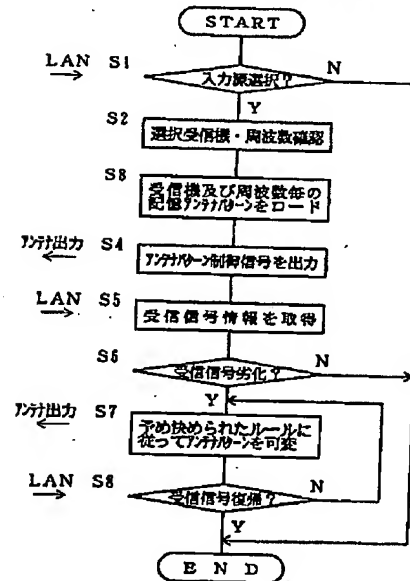 START
LAN S1
入力源選択？ N
Y
S2
選択受信機・周波数確認
S8
受信機及び周波数毎の
記憶アンテナパターンをロード
アンテナ出力 S4
アンテナパターン制御信号を出力
LAN S5
受信信号情報を取得
S6
受信信号劣化？ N
Y
アンテナ出力 S7
予め決められたルールに
従ってアンテナパターンを可変
LAN S8
受信信号復帰？ N
Y
END